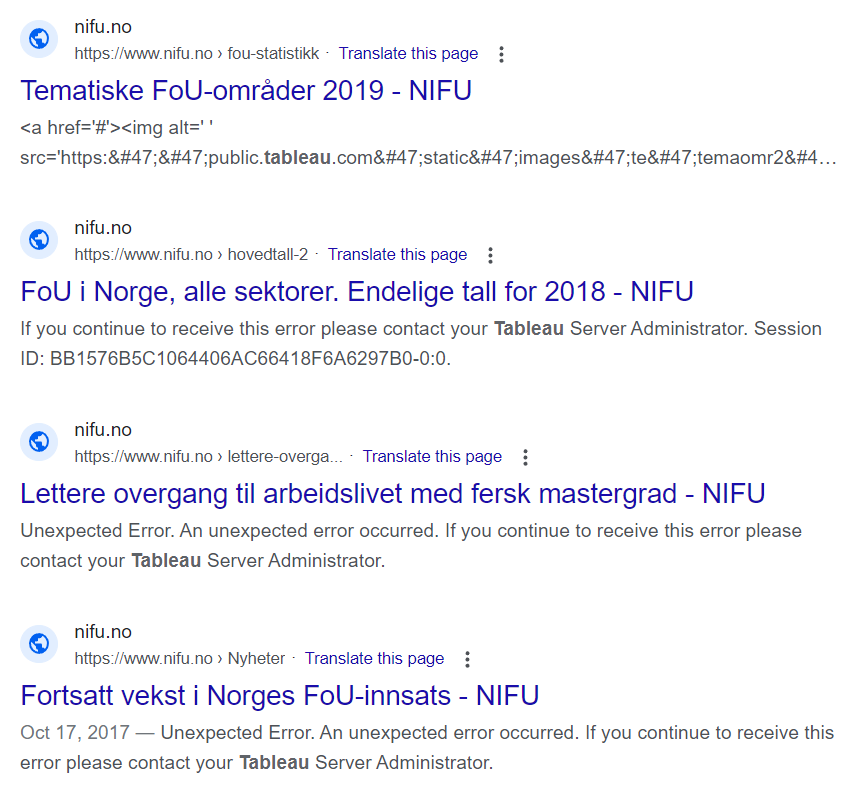 nifu.no
https://www.nifu.no › fou-statistikk · Translate this page
Tematiske FoU-områder 2019 - NIFU
<a href='#'><img alt=' '
src='https:&#47;&#47;public.tableau.com&#47;static&#47;images&#47;te&#47;temaomr2&#4…
nifu.no
https://www.nifu.no › hovedtall-2 · Translate this page
FoU i Norge, alle sektorer. Endelige tall for 2018 - NIFU
If you continue to receive this error please contact your Tableau Server Administrator. Session
ID: BB1576B5C1064406AC66418F6A6297B0-0:0.
nifu.no
https://www.nifu.no › lettere-overga... · Translate this page
Lettere overgang til arbeidslivet med fersk mastergrad - NIFU
Unexpected Error. An unexpected error occurred. If you continue to receive this error please
contact your Tableau Server Administrator.
nifu.no
https://www.nifu.no › Nyheter · Translate this page
Fortsatt vekst i Norges FoU-innsats - NIFU
Oct 17, 2017 — Unexpected Error. An unexpected error occurred. If you continue to receive this
error please contact your Tableau Server Administrator.